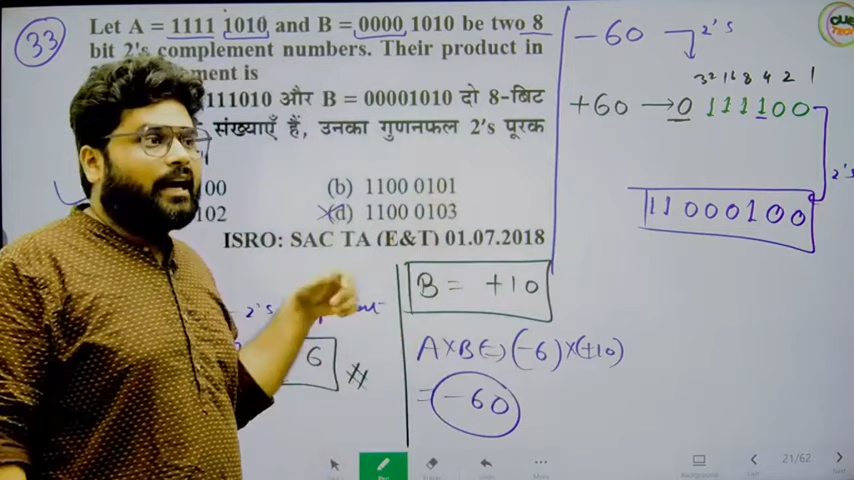 33
Let A = 1111 1010 and B = 0000 1010 be two 8
bit 2's complement numbers. Their product in
ement is
111010 और B = 00001010 दो 8-बिट
संख्याएँ हैं, उनका गुणनफल 2's पूरक
00
(b) 1100 0101
102
(d) 1100 0103
ISRO: SAC TA (E&T) 01.07.2018
2's
6
B = +10
A×B ⇒ (-6)×(+10)
= -60
-60 → 2's
32 16 8 4 2 1
+60 → 0 1111100
2's
11000100
21/62